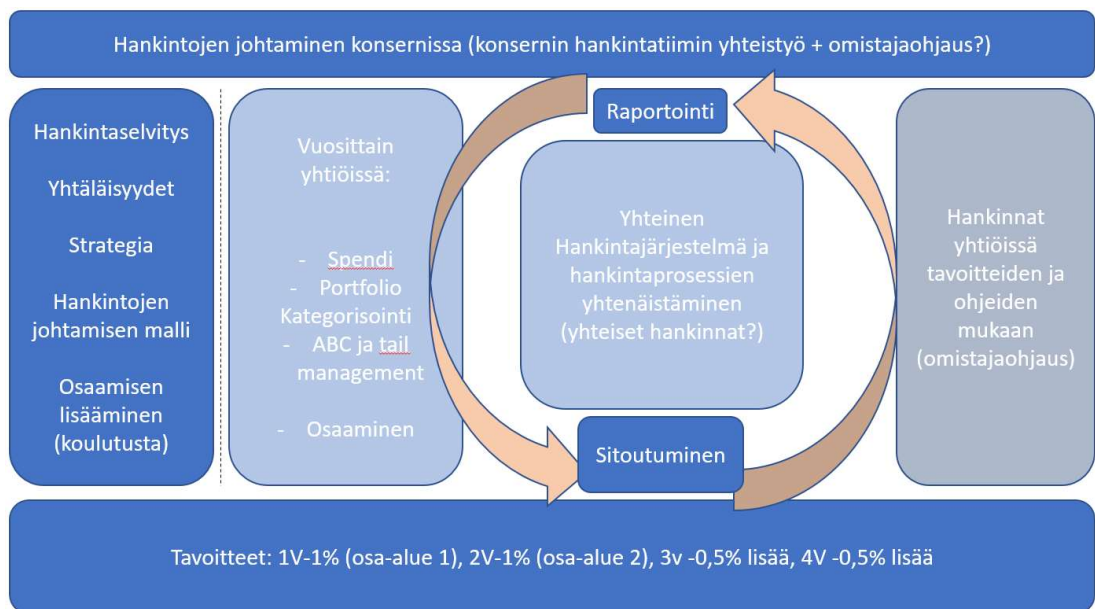 Hankintojen johtaminen konsernissa (konsernin hankintatiimin yhteistyö + omistajaohjaus?)
Hankintaselvitys
Yhtäläisyydet
Strategia
Hankintojen
johtamisen malli
Osaamisen
lisääminen
(koulutusta)
Vuosittain
yhtiöissä:
- Spendi
- Portfolio
Kategorisointi
- ABC ja tail
management
- Osaaminen
Raportointi
Yhteinen
Hankintajärjestelmä ja
hankintaprosessien
yhtenäistäminen
(yhteiset hankinnat?)
Sitoutuminen
Hankinnat
yhtiöissä
tavoitteiden ja
ohjeiden
mukaan
(omistajaohjaus)
Tavoitteet: 1V-1% (osa-alue 1), 2V-1% (osa-alue 2), 3v -0,5% lisää, 4V -0,5% lisää